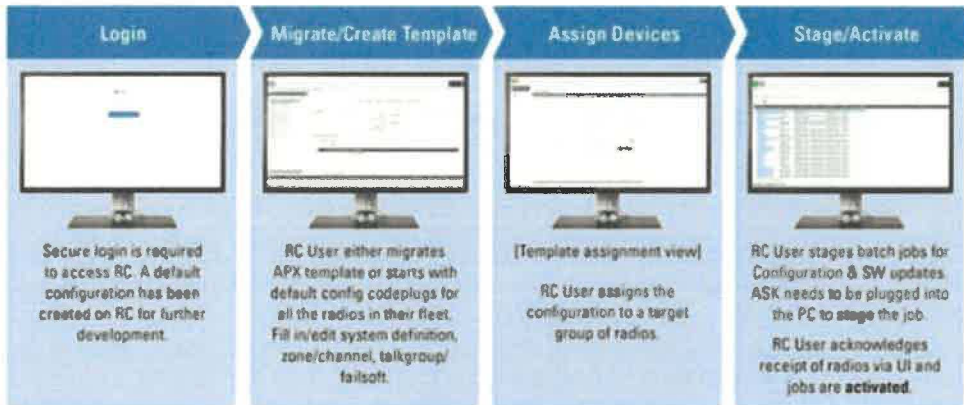 Login
Migrate/Create Template
Assign Devices
Stage/Activate
Secure login is required
to access RC. A default
configuration has been
created on RC for further
development.
RC User either migrates
APX template or starts with
default config codeplugs for
all the radios in their fleet.
Fill in/edit system definition,
zone/channel, talkgroup/
failsoft.
[Template assignment view]
RC User assigns the
configuration to a target
group of radios.
RC User stages batch jobs for
Configuration & SW updates.
ASK needs to be plugged into
the PC to stage the job.
RC User acknowledges
receipt of radios via UI and
jobs are activated.